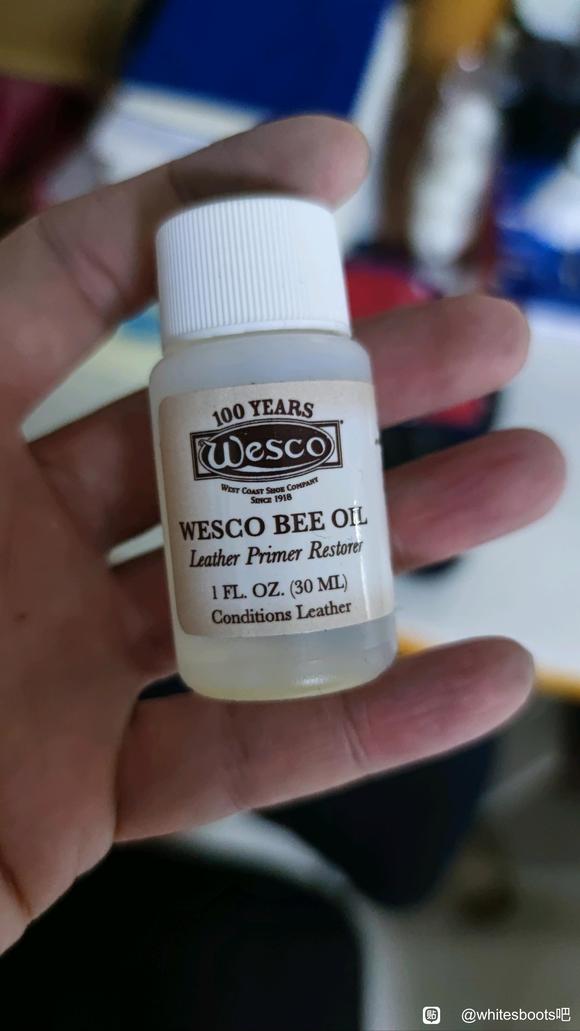 100 YEARS
Wesco
WEST COAST SHOE COMPANY
SINCE 1918
WESCO BEE OIL
Leather Primer Restorer
1 FL. OZ. (30 ML)
Conditions Leather
贴 @whitesboots吧